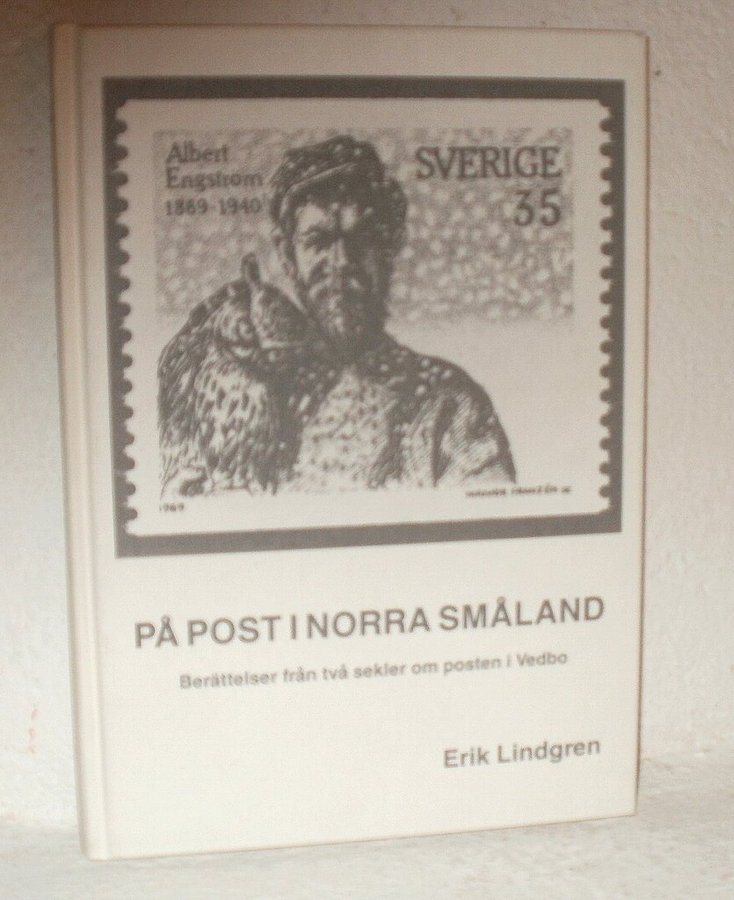 Albert
Engström
1869-1940
SVERIGE
35
1969
PÅ POST I NORRA SMÅLAND
Berättelser från två sekler om posten i Vedbo
Erik Lindgren